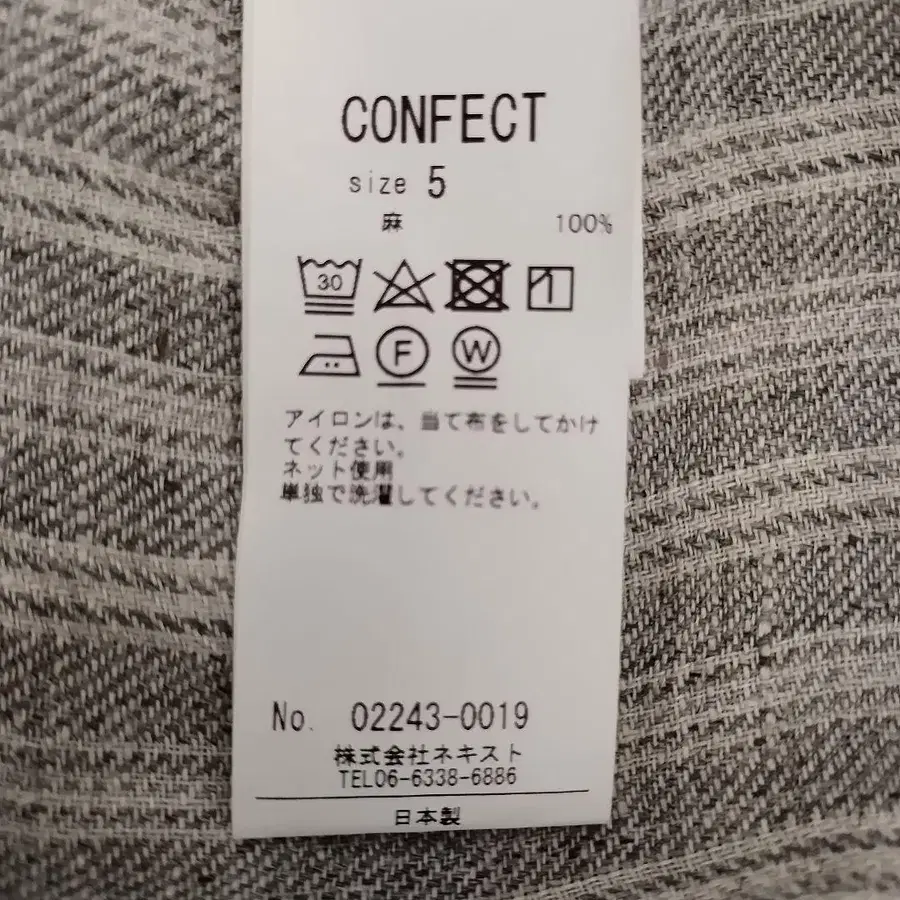 CONFECT
size 5
麻 100%
30
F W
アイロンは、当て布をしてかけ
てください。
ネット使用
単独で洗濯してください。
No. 02243-0019
株式会社ネキスト
TEL06-6338-6886
日本製